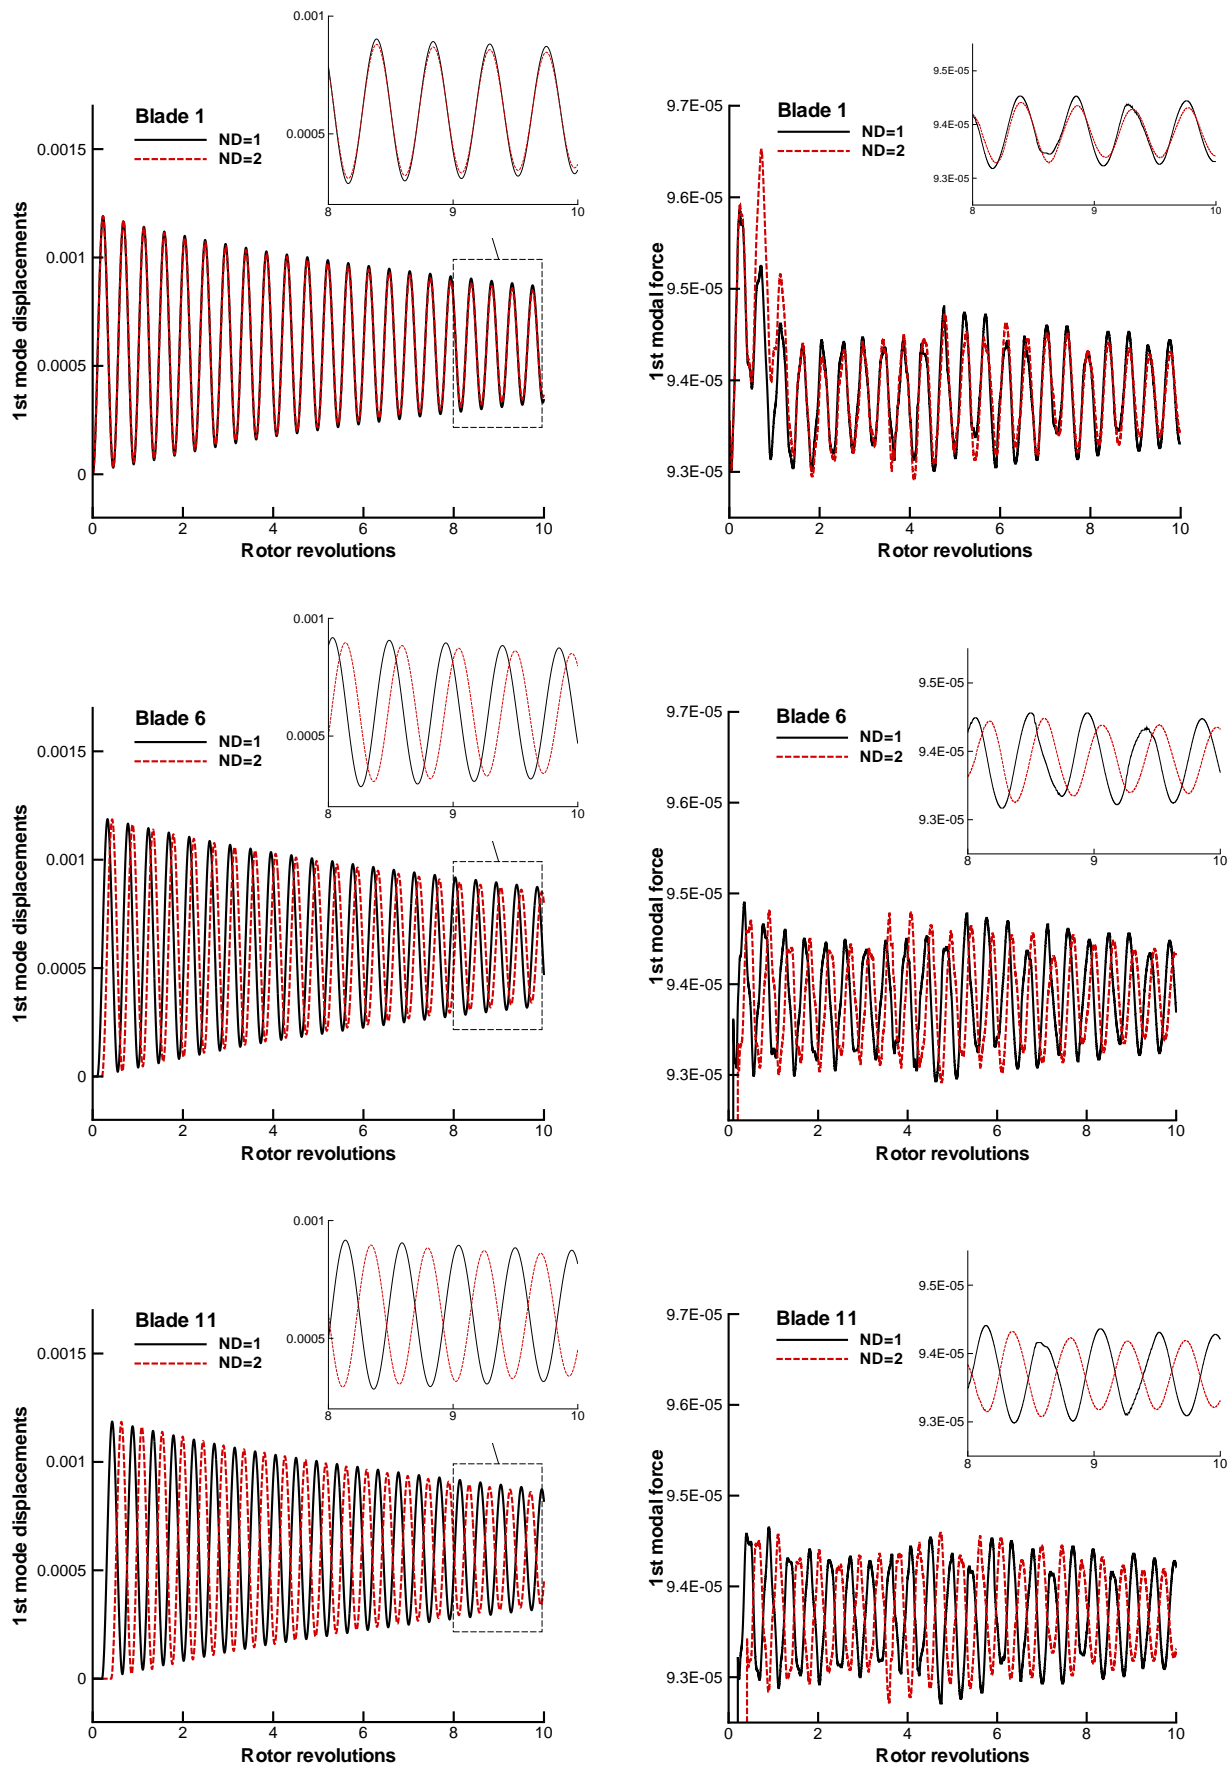 0.001
0.0005
8 9 10
Blade 1
ND=1
ND=2
0.0015
0.001
0.0005
0
1st mode displacements
0 2 4 6 8 10
Rotor revolutions
9.5E-05
9.4E-05
9.3E-05
8 9 10
Blade 1
ND=1
ND=2
9.7E-05
9.6E-05
9.5E-05
9.4E-05
9.3E-05
1st modal force
0 2 4 6 8 10
Rotor revolutions
0.001
0.0005
8 9 10
Blade 6
ND=1
ND=2
0.0015
0.001
0.0005
0
1st mode displacements
0 2 4 6 8 10
Rotor revolutions
9.5E-05
9.4E-05
9.3E-05
8 9 10
Blade 6
ND=1
ND=2
9.7E-05
9.6E-05
9.5E-05
9.4E-05
9.3E-05
1st modal force
0 2 4 6 8 10
Rotor revolutions
0.001
0.0005
8 9 10
Blade 11
ND=1
ND=2
0.0015
0.001
0.0005
0
1st mode displacements
0 2 4 6 8 10
Rotor revolutions
9.5E-05
9.4E-05
9.3E-05
8 9 10
Blade 11
ND=1
ND=2
9.7E-05
9.6E-05
9.5E-05
9.4E-05
9.3E-05
1st modal force
0 2 4 6 8 10
Rotor revolutions